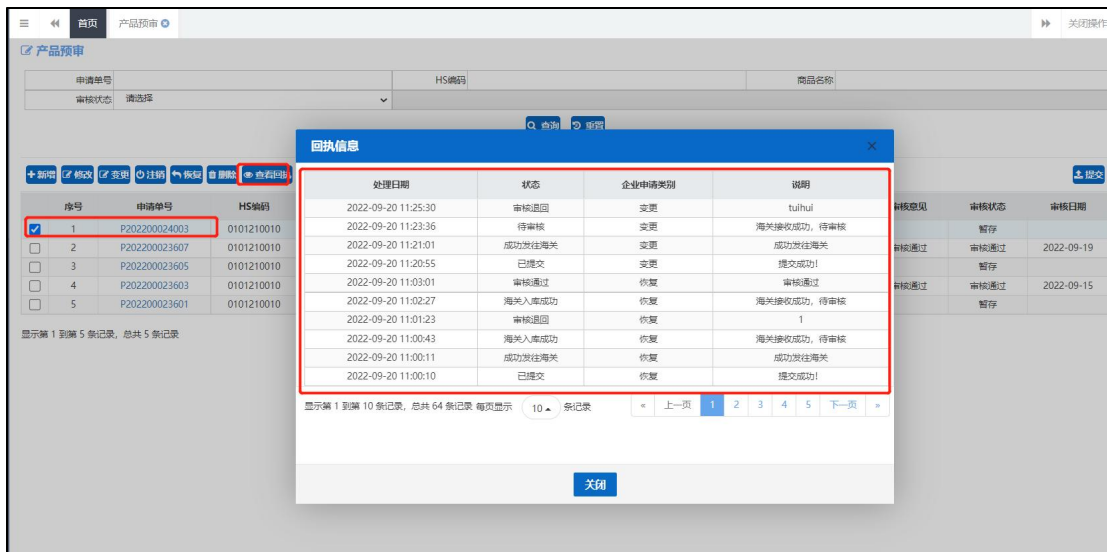 首页 产品预审 关闭操作
产品预审
申请单号 HS编码 商品名称
审核状态 请选择
查询 重置
回执信息
新增 修改 变更 注销 恢复 删除 查看回执 提交
处理日期 状态 企业申请类别 说明
序号 申请单号 HS编码 审核意见 审核状态 审核日期
2022-09-20 11:25:30 审核退回 变更 tuihui
1 P202200024003 0101210010 暂存
2022-09-20 11:23:36 待审核 变更 海关接收成功，待审核
2 P202200023607 0101210010 审核通过 审核通过 2022-09-19
2022-09-20 11:21:01 成功发往海关 变更 成功发往海关
3 P202200023605 0101210010 暂存
2022-09-20 11:20:55 已提交 变更 提交成功!
4 P202200023603 0101210010 审核通过 审核通过 2022-09-15
2022-09-20 11:03:01 审核通过 恢复 审核通过
5 P202200023601 0101210010 暂存
2022-09-20 11:02:27 海关入库成功 恢复 海关接收成功，待审核
2022-09-20 11:01:23 审核退回 恢复 1
显示第 1 到第 5 条记录，总共 5 条记录
2022-09-20 11:00:43 海关入库成功 恢复 海关接收成功，待审核
2022-09-20 11:00:11 成功发往海关 恢复 成功发往海关
2022-09-20 11:00:10 已提交 恢复 提交成功!
显示第 1 到第 10 条记录，总共 64 条记录 每页显示 10 条记录 « 上一页 1 2 3 4 5 下一页 »
关闭